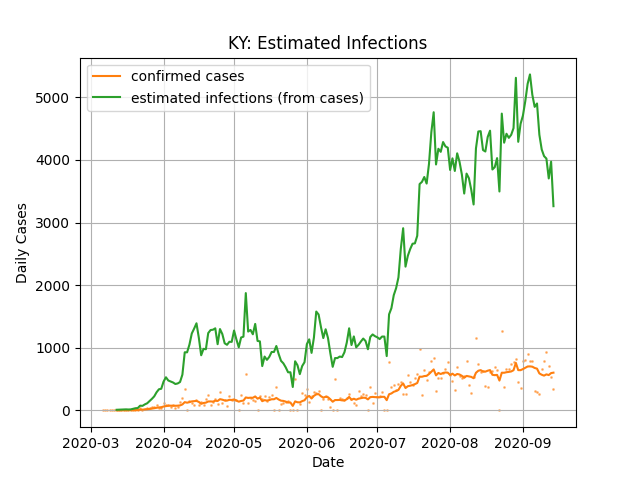 KY: Estimated Infections
confirmed cases
estimated infections (from cases)
Daily Cases
5000
4000
3000
2000
1000
0
2020-03
2020-04
2020-05
2020-06
2020-07
2020-08
2020-09
Date